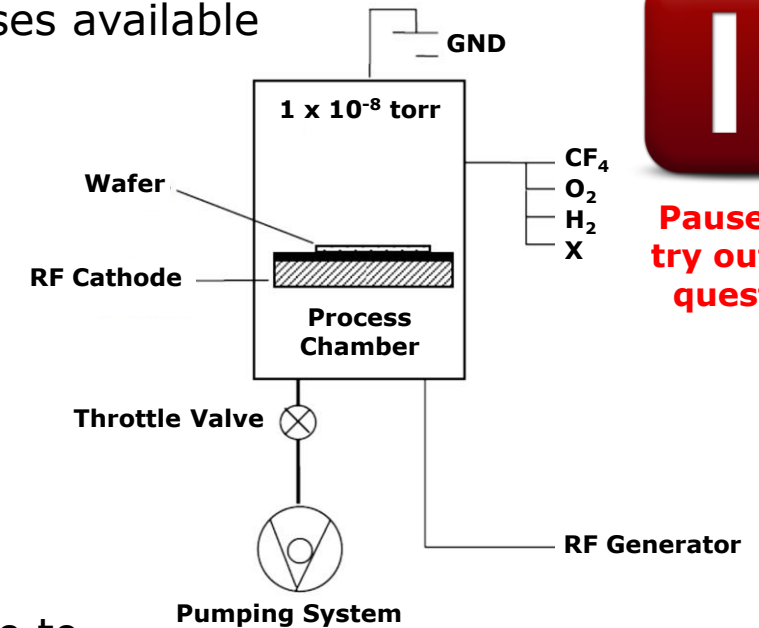 ses available
GND
1 x 10⁻⁸ torr
CF₄
O₂
H₂
X
Wafer
Pause
try ou
quest
RF Cathode
Process
Chamber
Throttle Valve
RF Generator
Pumping System